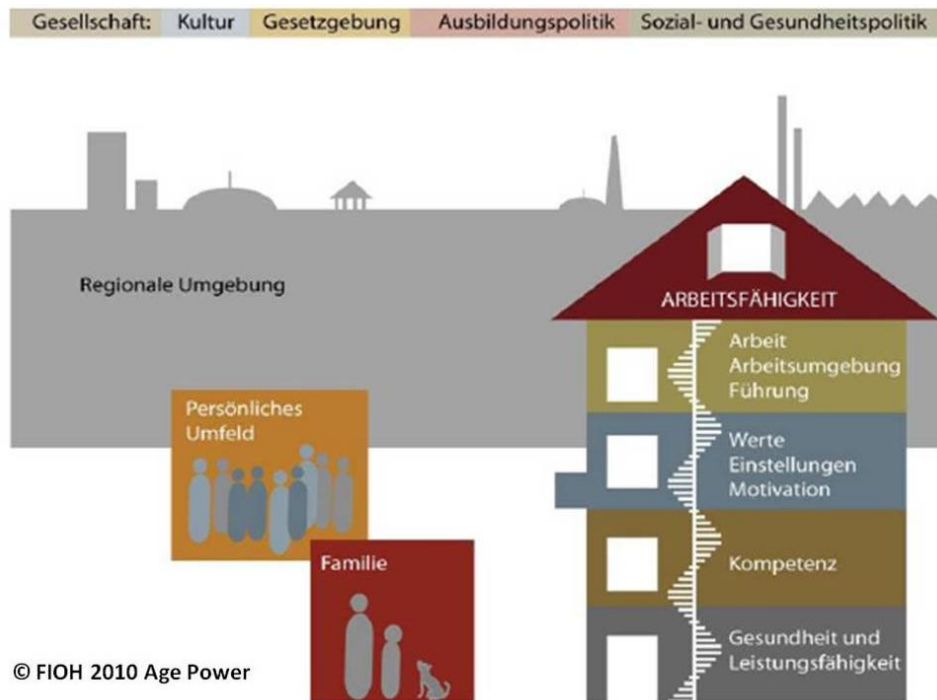 Gesellschaft: Kultur Gesetzgebung Ausbildungspolitik Sozial- und Gesundheitspolitik
Regionale Umgebung
ARBEITSFÄHIGKEIT
Arbeit
Arbeitsumgebung
Führung
Persönliches
Umfeld
Werte
Einstellungen
Motivation
Familie
Kompetenz
Gesundheit und
Leistungsfähigkeit
© FIOH 2010 Age Power